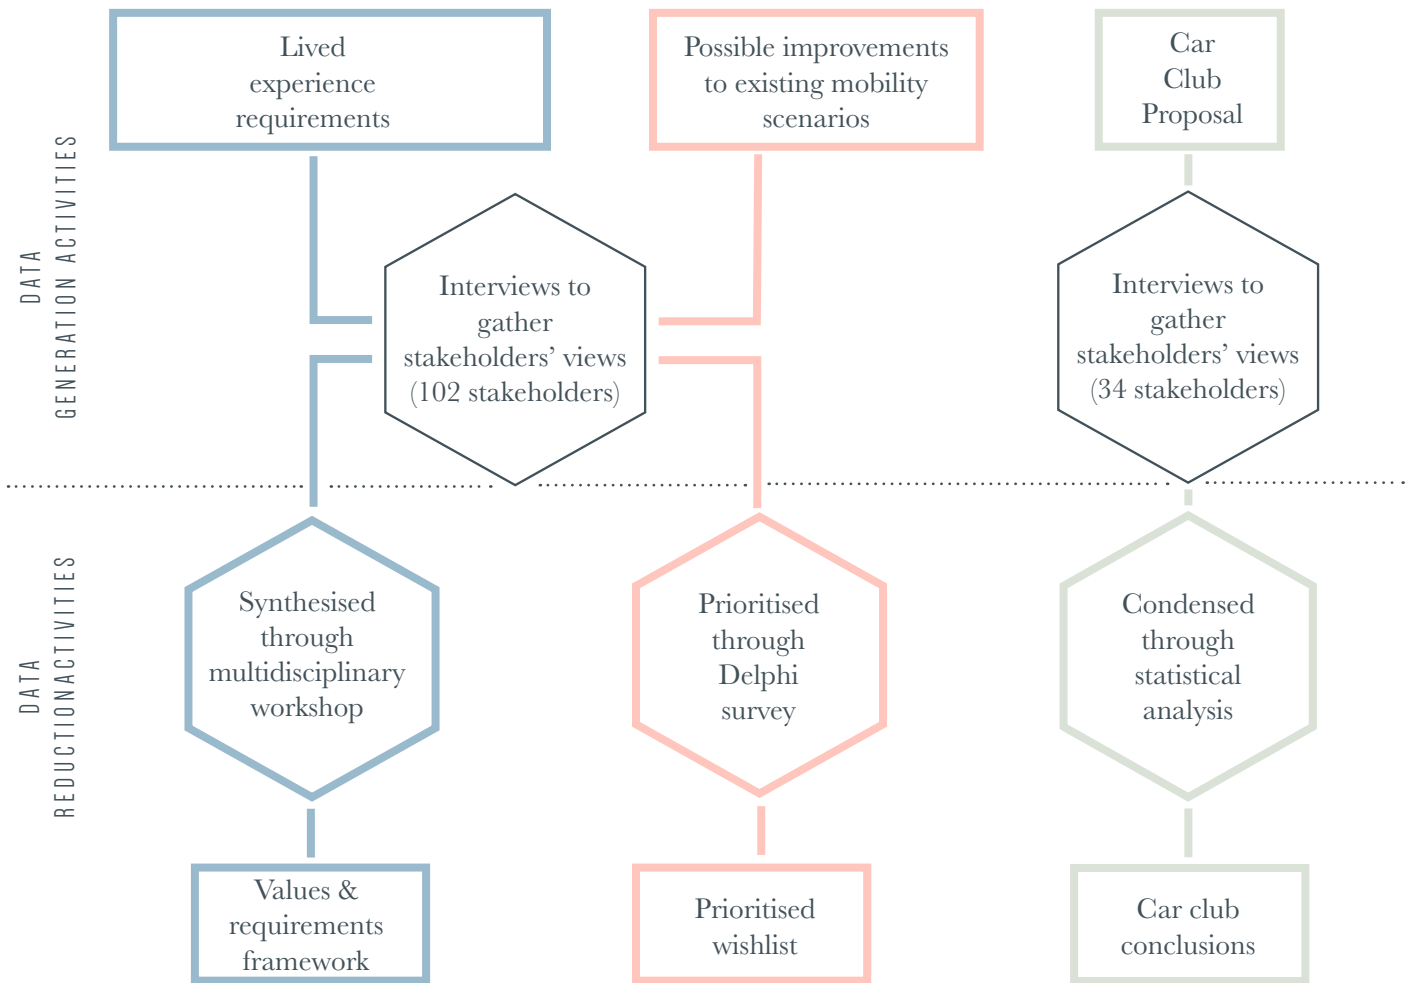 Lived
experience
requirements
Possible improvements
to existing mobility
scenarios
Car
Club
Proposal
DATA
GENERATION ACTIVITIES
Interviews to
gather
stakeholders’ views
(102 stakeholders)
Interviews to
gather
stakeholders’ views
(34 stakeholders)
DATA
REDUCTIONACTIVITIES
Synthesised
through
multidisciplinary
workshop
Prioritised
through
Delphi
survey
Condensed
through
statistical
analysis
Values &
requirements
framework
Prioritised
wishlist
Car club
conclusions